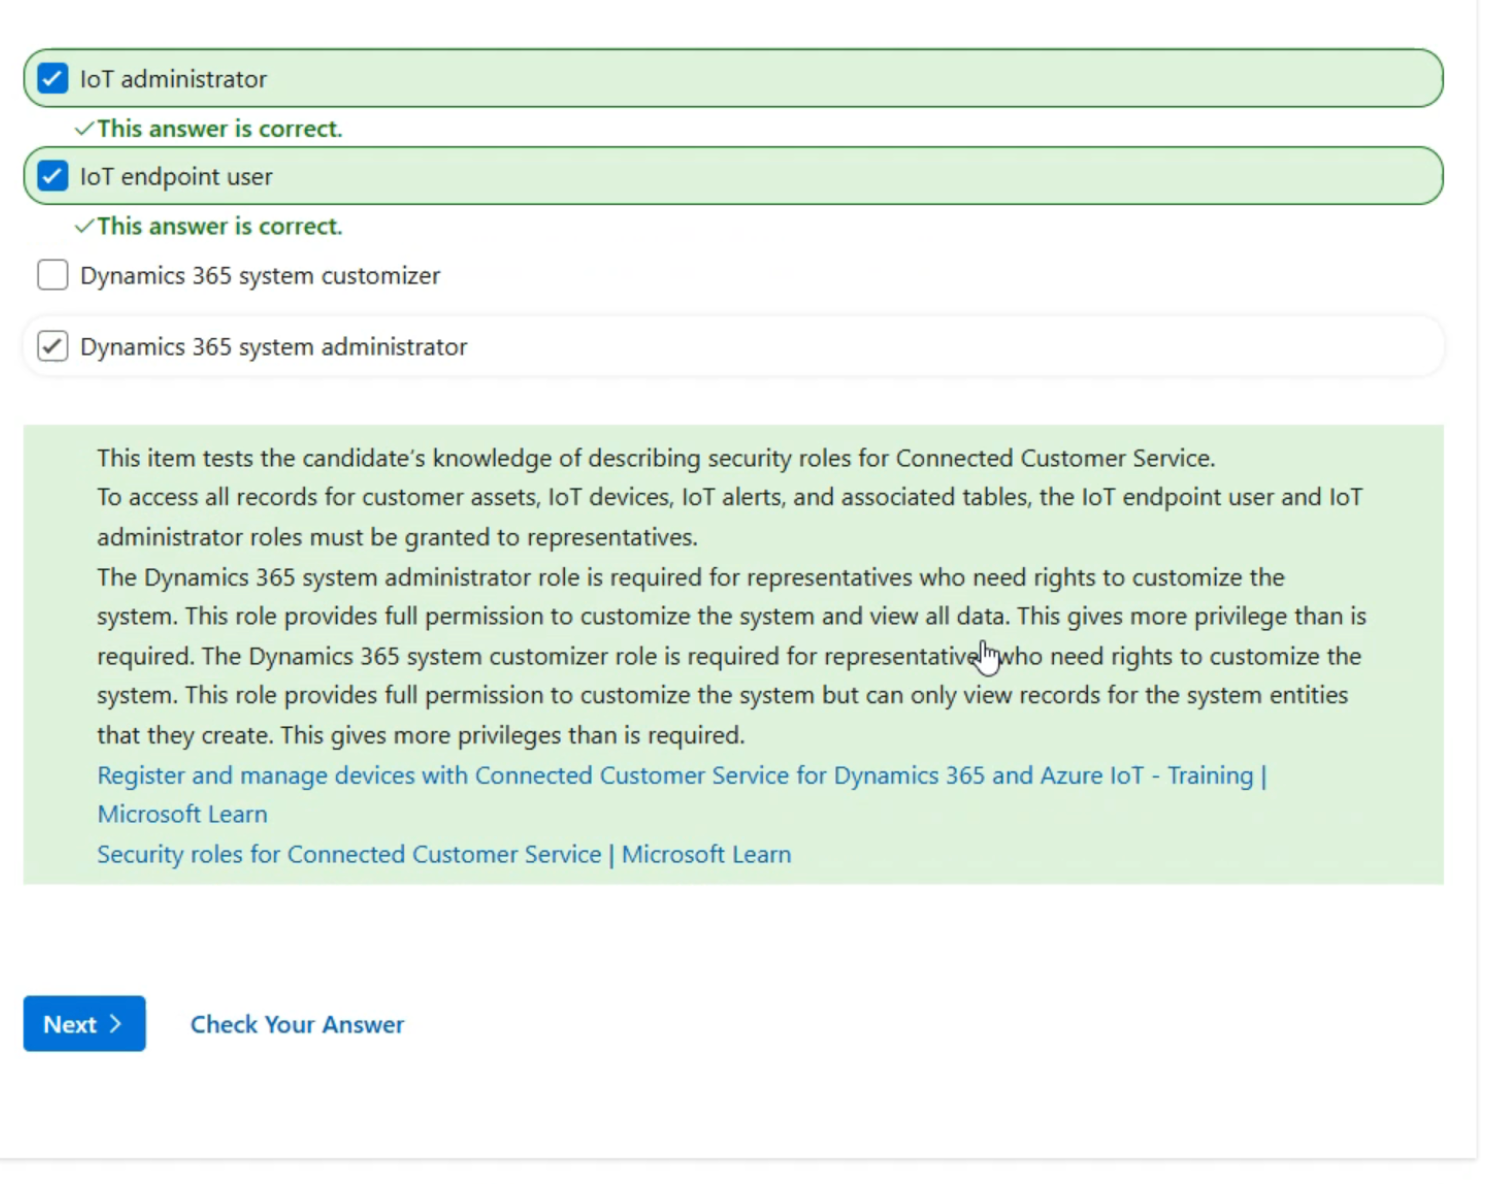 IoT administrator
This answer is correct.
IoT endpoint user
This answer is correct.
Dynamics 365 system customizer
Dynamics 365 system administrator
This item tests the candidate's knowledge of describing security roles for Connected Customer Service.
To access all records for customer assets, IoT devices, IoT alerts, and associated tables, the IoT endpoint user and IoT
administrator roles must be granted to representatives.
The Dynamics 365 system administrator role is required for representatives who need rights to customize the
system. This role provides full permission to customize the system and view all data. This gives more privilege than is
required. The Dynamics 365 system customizer role is required for representatives who need rights to customize the
system. This role provides full permission to customize the system but can only view records for the system entities
that they create. This gives more privileges than is required.
Register and manage devices with Connected Customer Service for Dynamics 365 and Azure IoT - Training |
Microsoft Learn
Security roles for Connected Customer Service | Microsoft Learn
Next
Check Your Answer